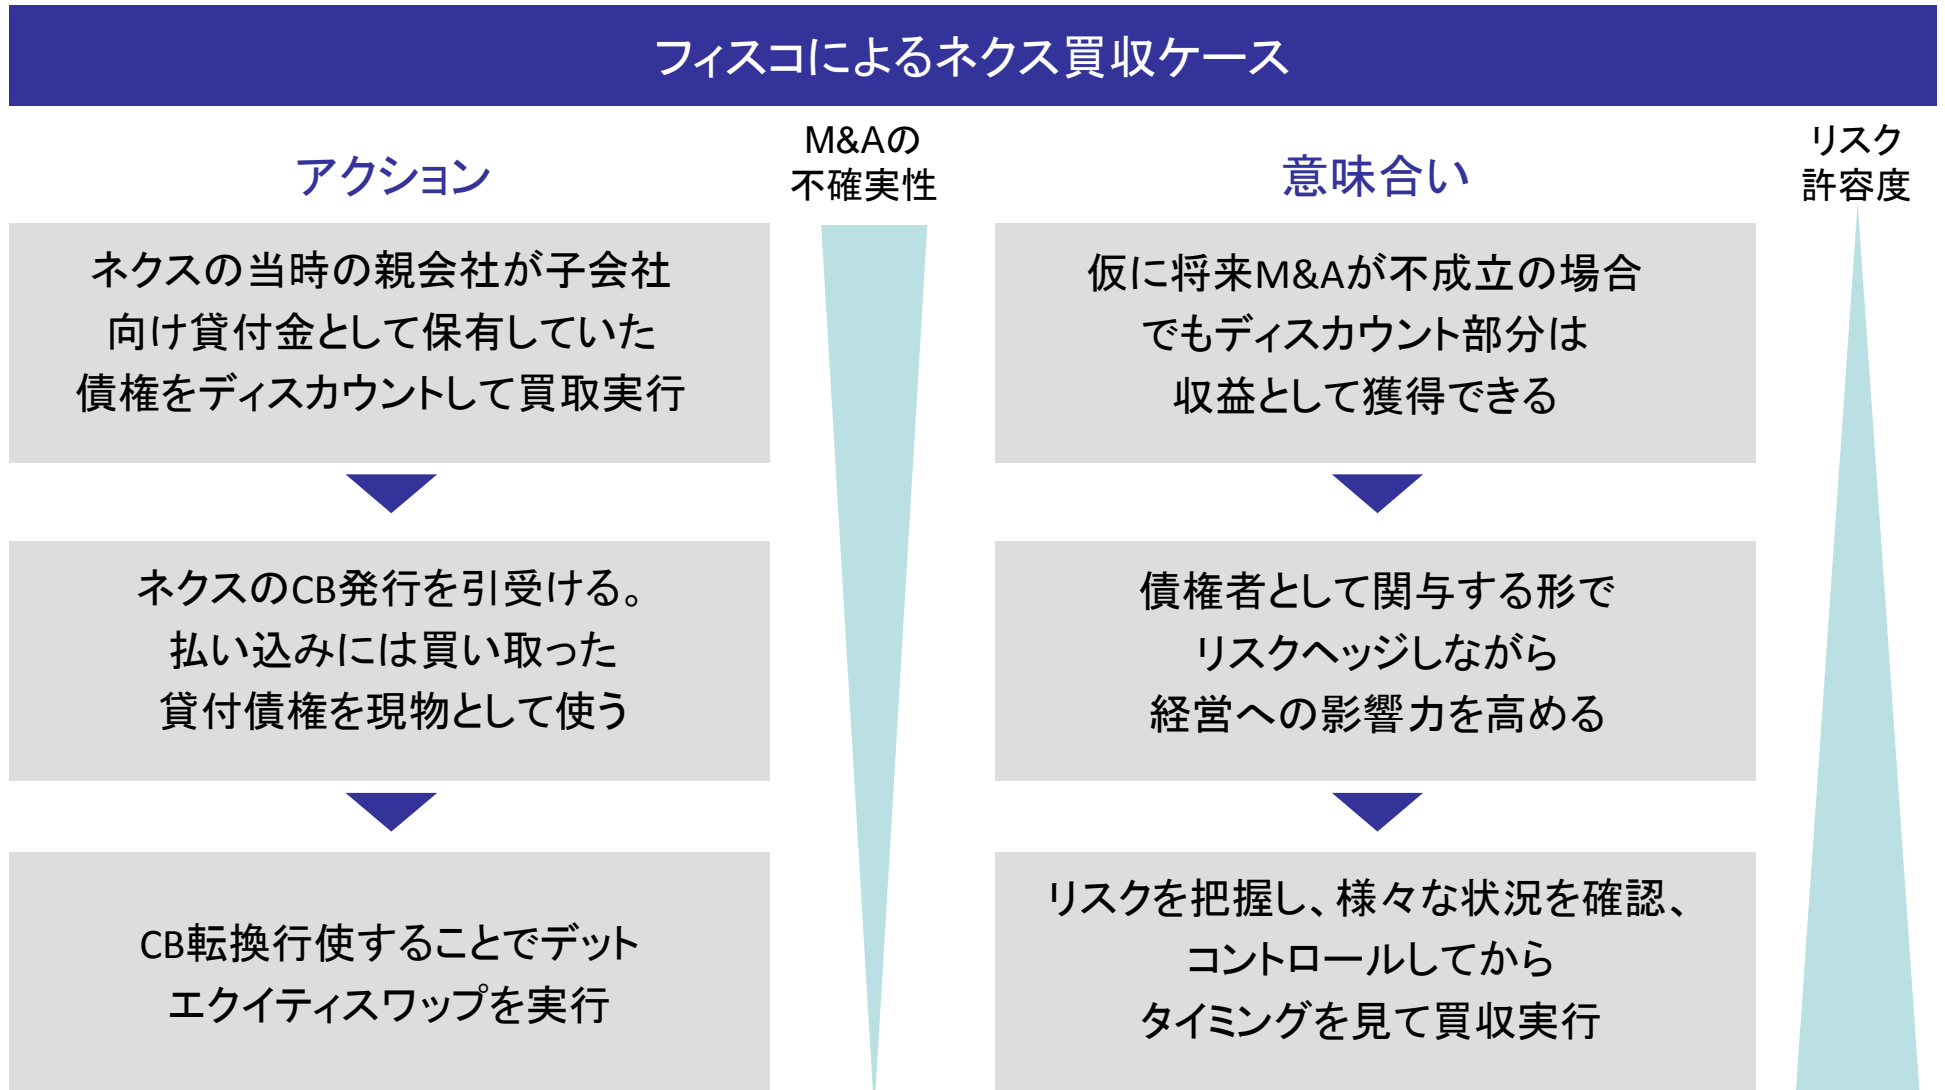 フィスコによるネクス買収ケース
アクション
M&Aの
不確実性
意味合い
リスク
許容度
ネクスの当時の親会社が子会社
向け貸付金として保有していた
債権をディスカウントして買取実行
仮に将来M&Aが不成立の場合
でもディスカウント部分は
収益として獲得できる
ネクスのCB発行を引受ける。
払い込みには買い取った
貸付債権を現物として使う
債権者として関与する形で
リスクヘッジしながら
経営への影響力を高める
CB転換行使することでデット
エクイティスワップを実行
リスクを把握し、様々な状況を確認、
コントロールしてから
タイミングを見て買収実行